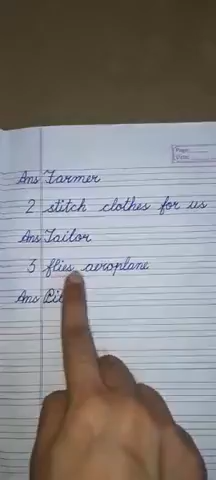 Page:
Date:
Ans Farmer
2 stitch clothes for us
Ans Tailor
3 flies aeroplane
Ans